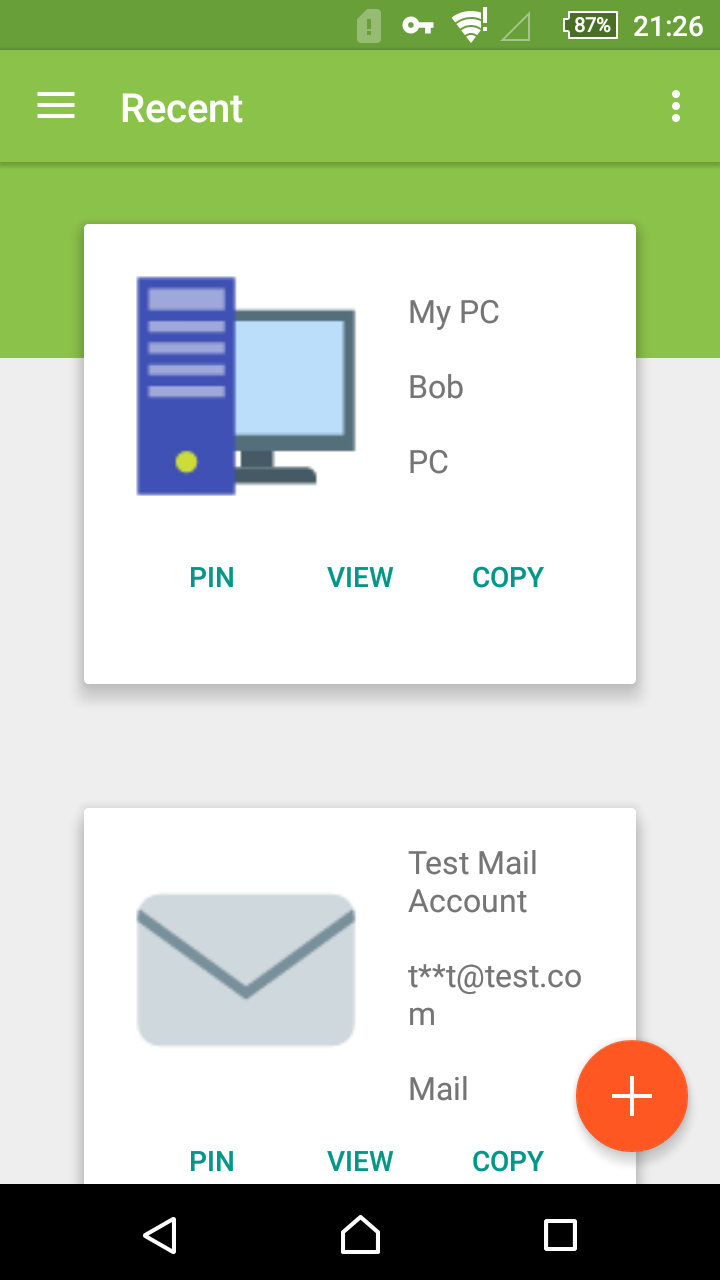 87% 21:26
Recent
My PC
Bob
PC
PIN VIEW COPY
Test Mail
Account
t**t@test.co
m
Mail
PIN VIEW COPY